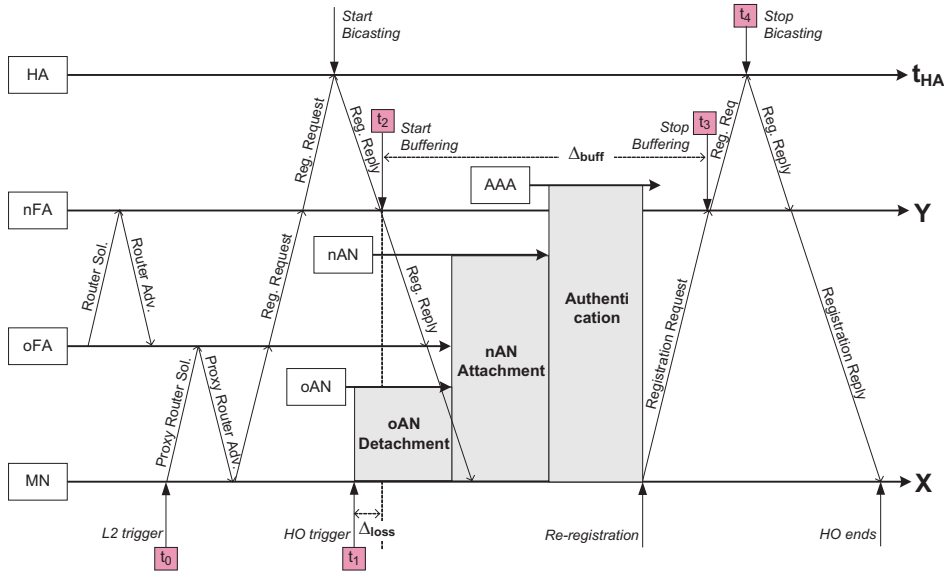 Start
Bicasting
t4
Stop
Bicasting
HA
tHA
Reg. Request
Reg. Reply
t2
Start
Buffering
Δbuff
Stop
Buffering
t3
Reg. Req
Reg. Reply
AAA
nFA
Y
Router Sol.
Router Adv.
Reg. Request
nAN
Reg. Reply
Authenti
cation
Registration Request
Registration Reply
oFA
nAN
Attachment
Proxy Router Sol.
Proxy Router Adv.
oAN
oAN
Detachment
MN
X
L2 trigger
t0
HO trigger
t1
Δloss
Re-registration
HO ends